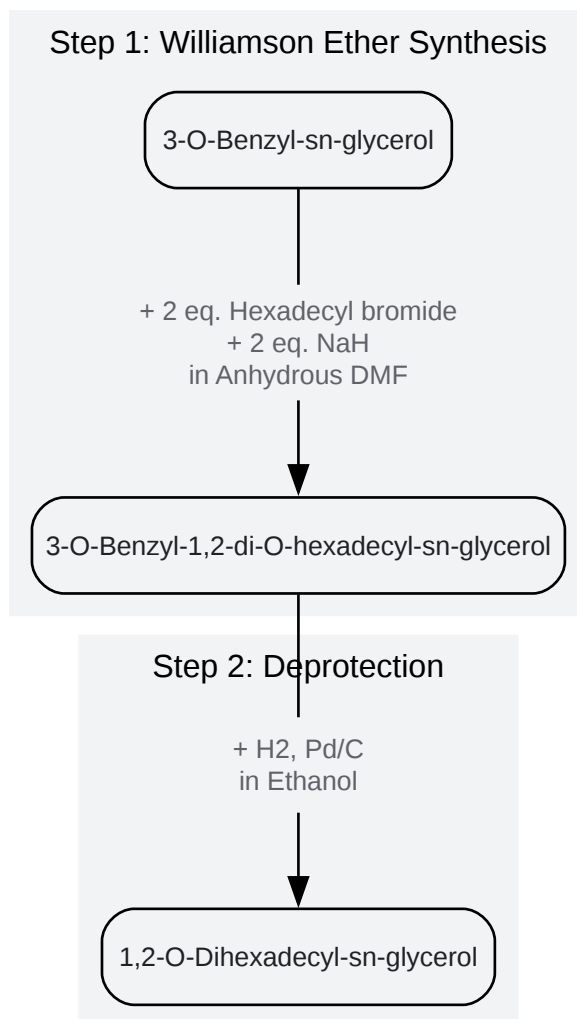 Step 1: Williamson Ether Synthesis
3-O-Benzyl-sn-glycerol
+ 2 eq. Hexadecyl bromide
+ 2 eq. NaH
in Anhydrous DMF
3-O-Benzyl-1,2-di-O-hexadecyl-sn-glycerol
Step 2: Deprotection
+ H2, Pd/C
in Ethanol
1,2-O-Dihexadecyl-sn-glycerol